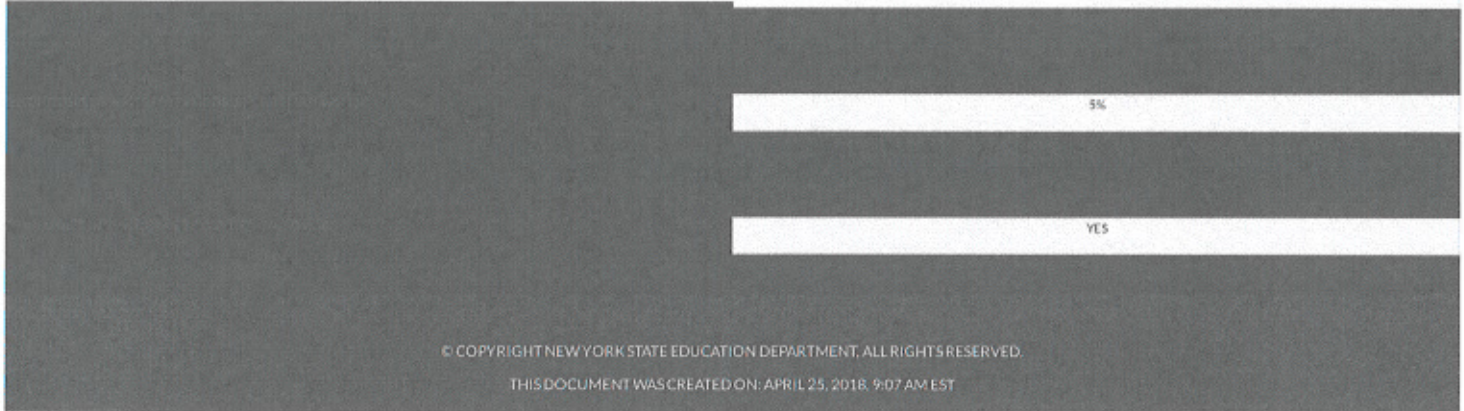 5%
YES
© COPYRIGHT NEW YORK STATE EDUCATION DEPARTMENT, ALL RIGHTS RESERVED.
THIS DOCUMENT WAS CREATED ON: APRIL 25, 2018, 9:07 AM EST